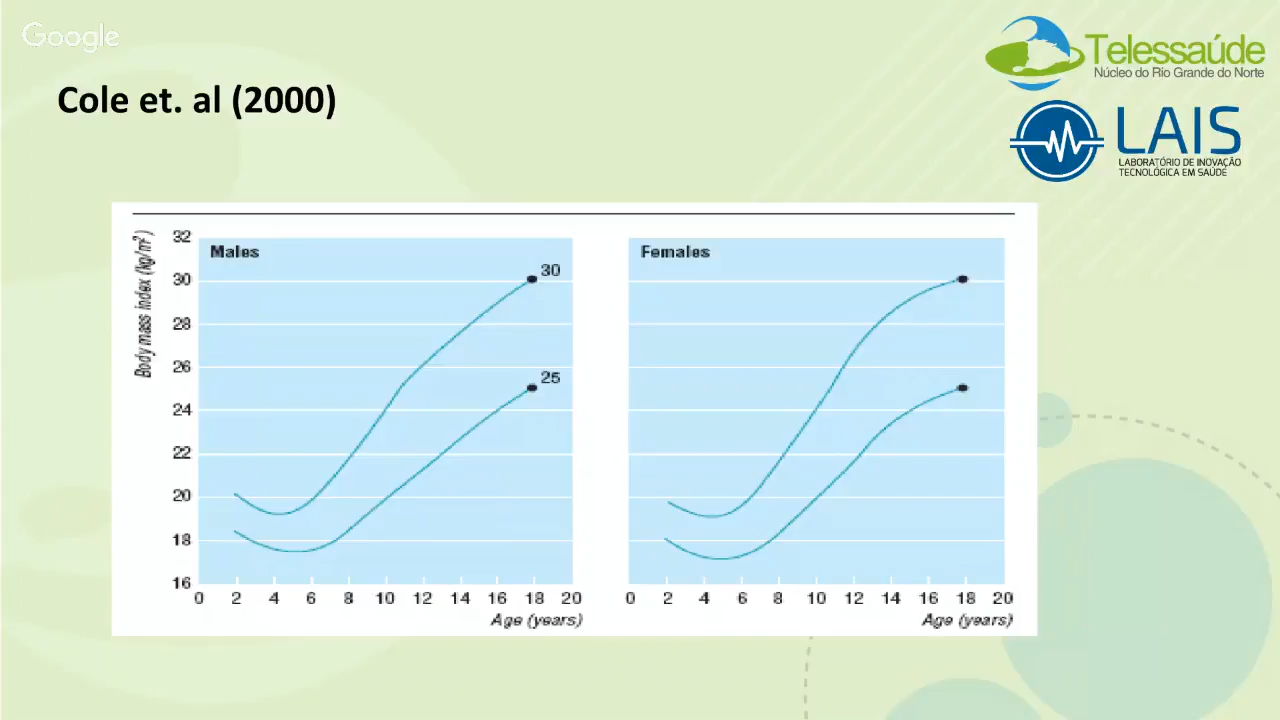 Google
Telessaúde
Núcleo do Rio Grande do Norte
Cole et. al (2000)
LAIS
LABORATÓRIO DE INOVAÇÃO
TECNOLÓGICA EM SAÚDE
Body mass index (kg/m²)
32
30
28
26
24
22
20
18
16
Males
30
25
0 2 4 6 8 10 12 14 16 18 20
Age (years)
Females
0 2 4 6 8 10 12 14 16 18 20
Age (years)